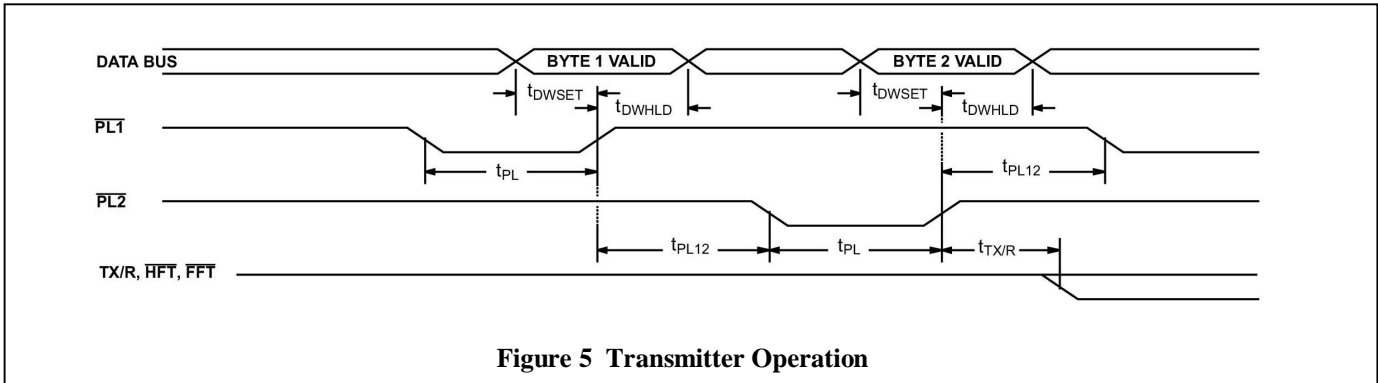 DATA BUS BYTE 1 VALID BYTE 2 VALID
tDWSET tDWHLD tDWSET tDWHLD
PL1
tPL tPL12
PL2
tPL12 tPL tTX/R
TX/R, HFT, FFT
Figure 5 Transmitter Operation